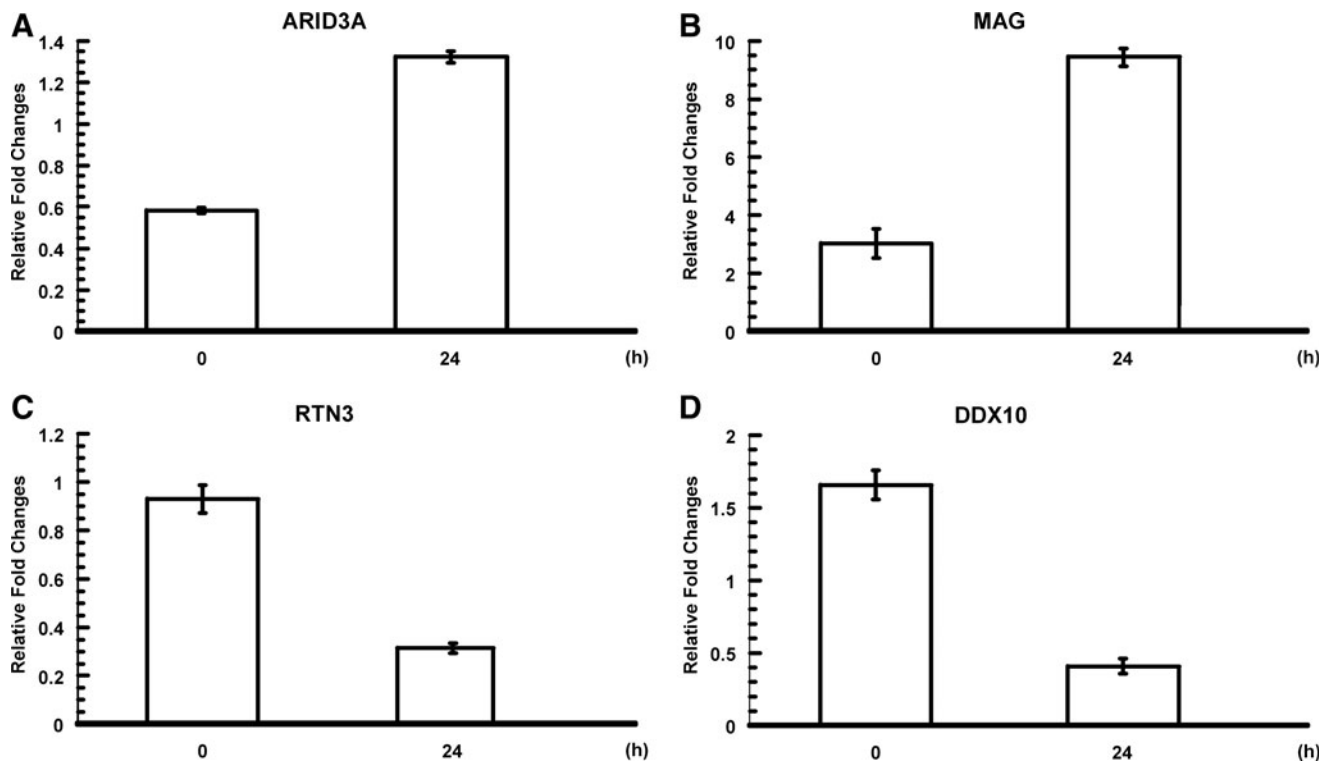 A
ARID3A
Relative Fold Changes
1.4
1.2
1
0.8
0.6
0.4
0.2
0
0 24 (h)
B
MAG
Relative Fold Changes
10
8
6
4
2
0
0 24 (h)
C
RTN3
Relative Fold Changes
1.2
1
0.8
0.6
0.4
0.2
0
0 24 (h)
D
DDX10
Relative Fold Changes
2
1.5
1
0.5
0
0 24 (h)